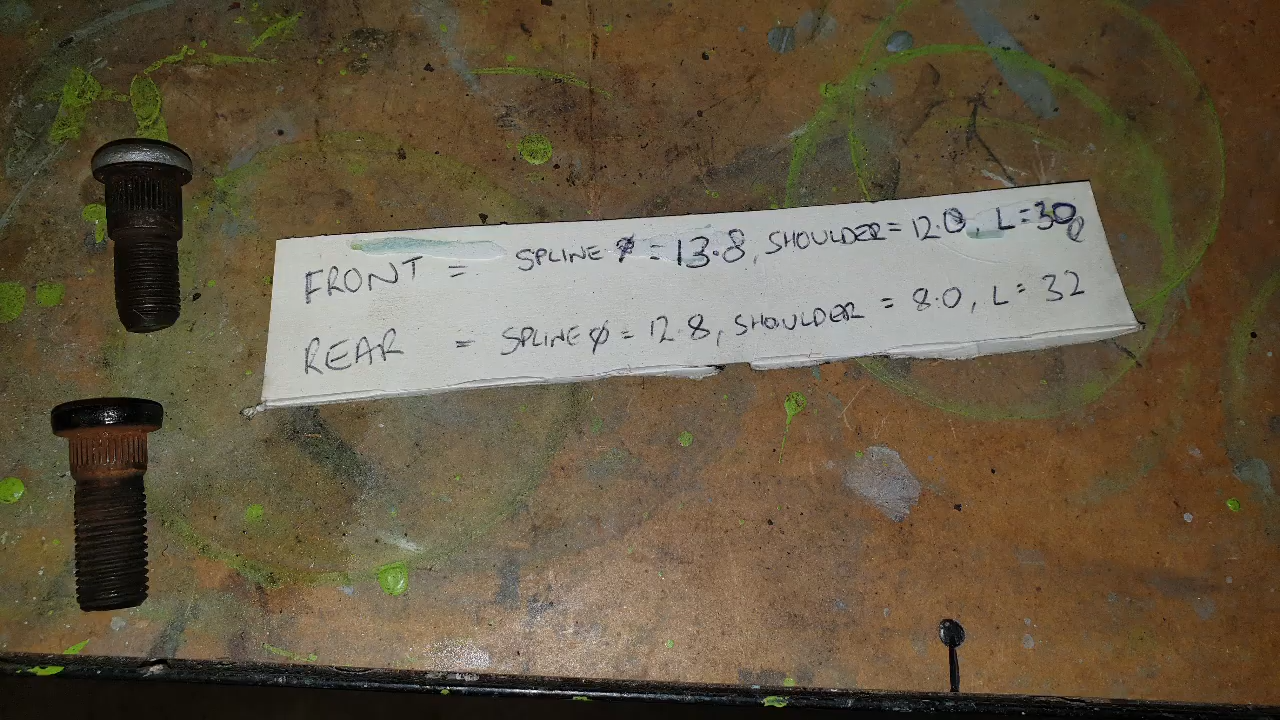 FRONT = SPLINE ø = 13.8, SHOULDER = 12.0, L = 30
REAR = SPLINE ø = 12.8, SHOULDER = 8.0, L = 32